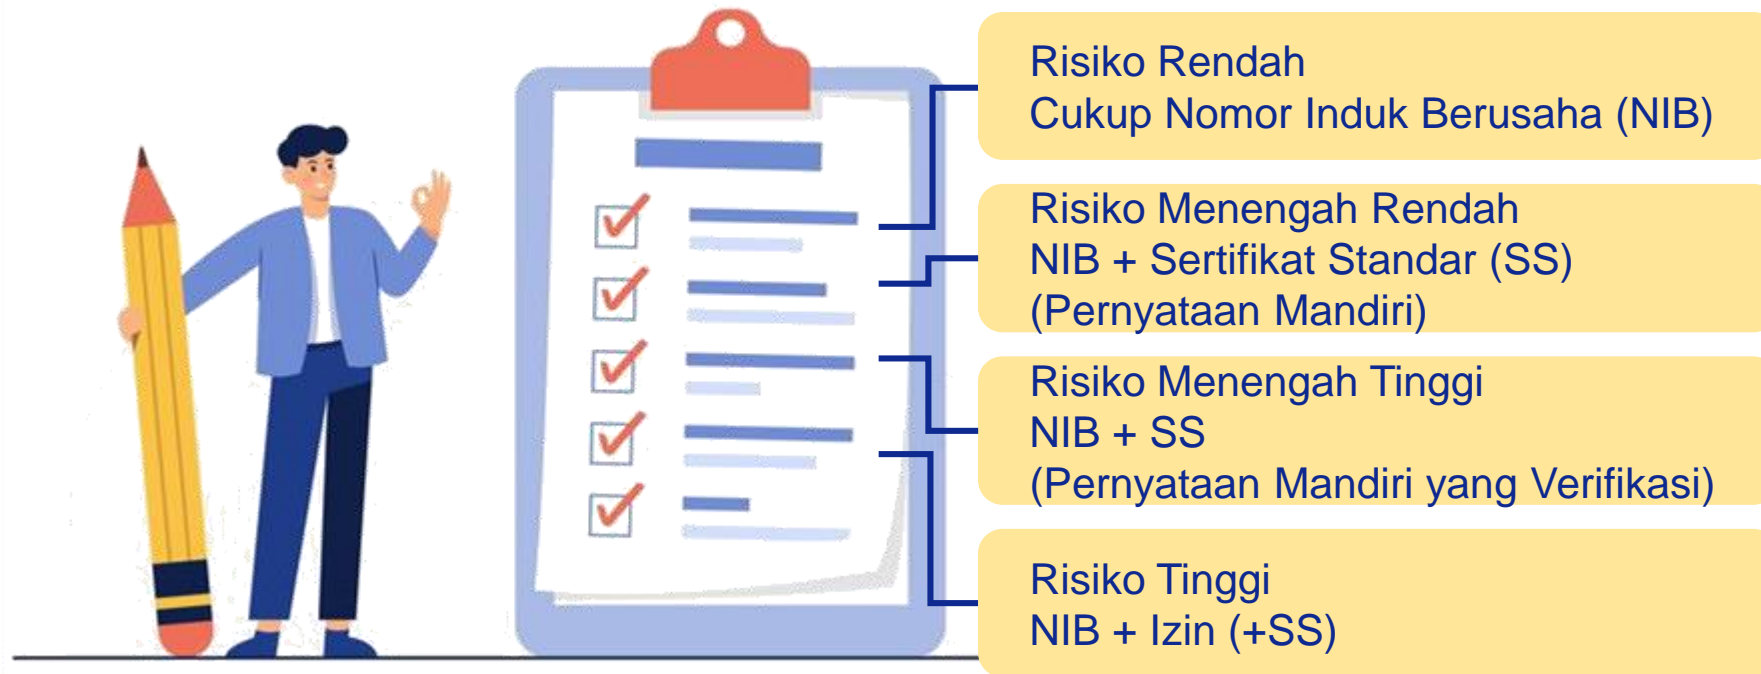 Risiko Rendah
Cukup Nomor Induk Berusaha (NIB)
Risiko Menengah Rendah
NIB + Sertifikat Standar (SS)
(Pernyataan Mandiri)
Risiko Menengah Tinggi
NIB + SS
(Pernyataan Mandiri yang Verifikasi)
Risiko Tinggi
NIB + Izin (+SS)